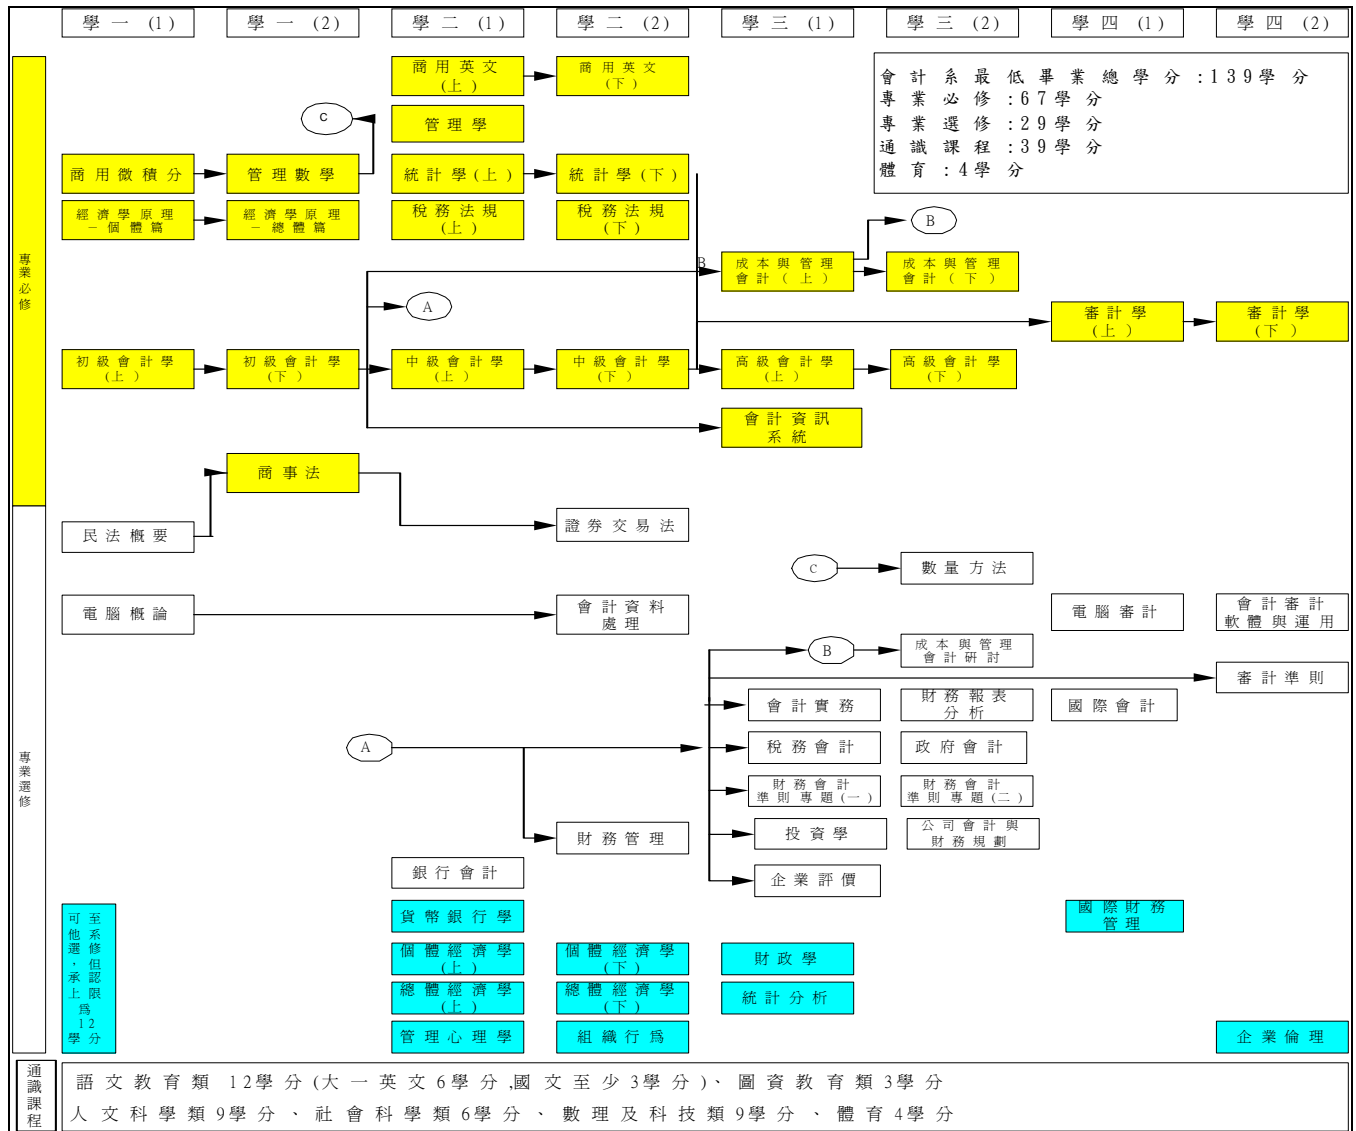 學一 (1)
學一 (2)
學二 (1)
學二 (2)
學三 (1)
學三 (2)
學四 (1)
學四 (2)
專業必修
商用英文
(上)
商用英文
(下)
會計系最低畢業總學分:139學分
專業必修:67學分
專業選修:29學分
通識課程:39學分
體育:4學分
C
管理學
商用微積分
管理數學
統計學(上)
統計學(下)
經濟學原理
－個體篇
經濟學原理
－總體篇
稅務法規
(上)
稅務法規
(下)
B
B
成本與管理
會計(上)
成本與管理
會計(下)
A
審計學
(上)
審計學
(下)
初級會計學
(上)
初級會計學
(下)
中級會計學
(上)
中級會計學
(下)
高級會計學
(上)
高級會計學
(下)
會計資訊
系統
商事法
專業選修
民法概要
證券交易法
C
數量方法
電腦概論
會計資料
處理
電腦審計
會計審計
軟體與運用
B
成本與管理
會計研討
審計準則
會計實務
財務報表
分析
國際會計
A
稅務會計
政府會計
財務會計
準則專題(一)
財務會計
準則專題(二)
財務管理
投資學
公司會計與
財務規劃
銀行會計
企業評價
可至
他系
選修
，但
承認
上限
為
12
學分
貨幣銀行學
國際財務
管理
個體經濟學
(上)
個體經濟學
(下)
財政學
總體經濟學
(上)
總體經濟學
(下)
統計分析
管理心理學
組織行為
企業倫理
通識課程
語文教育類 12學分(大一英文6學分,國文至少3學分)、圖資教育類3學分
人文科學類9學分、社會科學類6學分、數理及科技類9學分、體育4學分